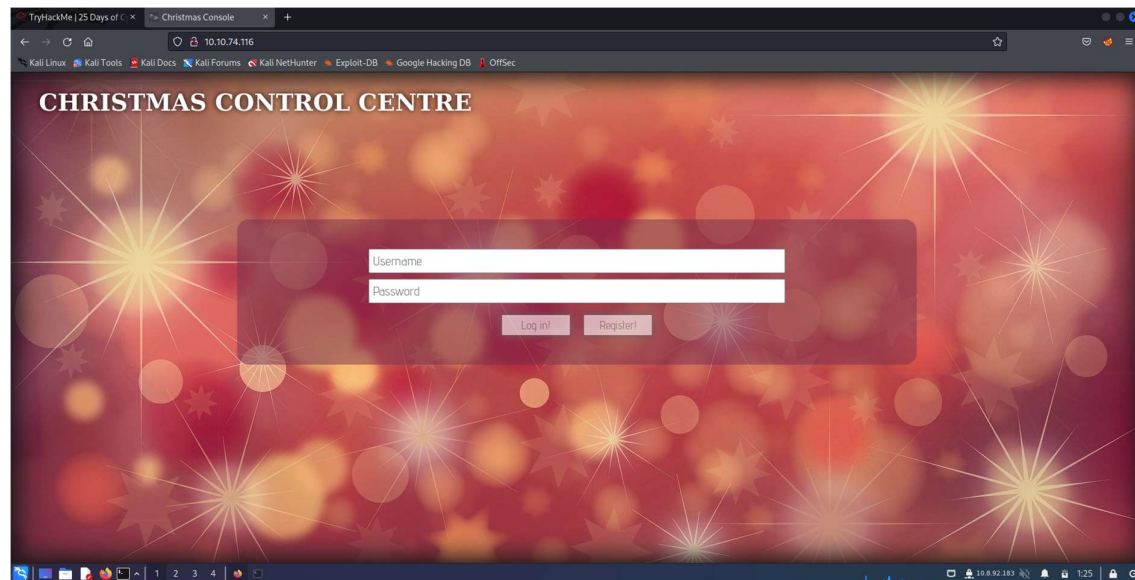 TryHackMe | 25 Days of C
Christmas Console
10.10.74.116
Kali Linux
Kali Tools
Kali Docs
Kali Forums
Kali NetHunter
Exploit-DB
Google Hacking DB
OffSec
CHRISTMAS CONTROL CENTRE
Username
Password
Log in! Register!
1 2 3 4
10.8.92.183
1:25